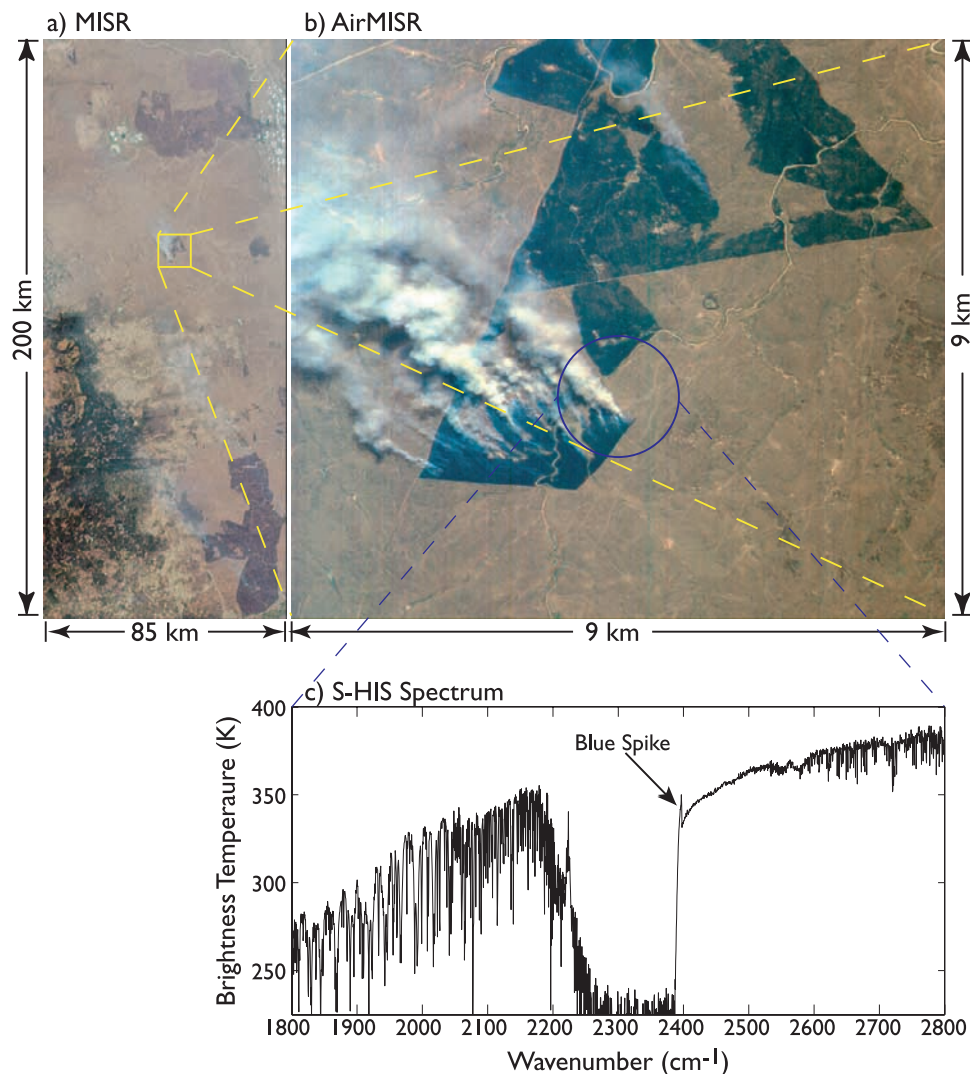 a) MISR
b) AirMISR
200 km
9 km
85 km
9 km
c) S-HIS Spectrum
Brightness Temperaure (K)
400
350
300
250
Blue Spike
1800 1900 2000 2100 2200 2300 2400 2500 2600 2700 2800
Wavenumber (cm⁻¹)